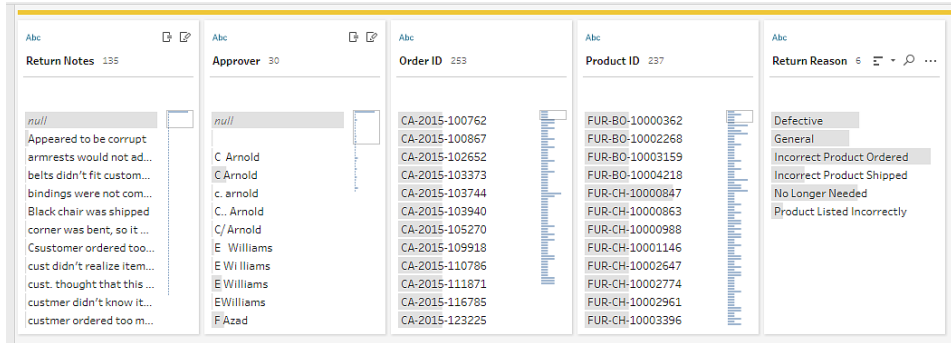 Abc
Return Notes 135
null
Appeared to be corrupt
armrests would not ad...
belts didn't fit custom...
bindings were not com...
Black chair was shipped
corner was bent, so it ...
Csustomer ordered too...
cust didn't realize item...
cust. thought that this ...
custmer didn't know it...
custmer ordered too m...
Abc
Approver 30
null
C Arnold
C Arnold
c. arnold
C.. Arnold
C/ Arnold
E  Williams
E Wi lliams
E Williams
EWilliams
F Azad
Abc
Order ID 253
CA-2015-100762
CA-2015-100867
CA-2015-102652
CA-2015-103373
CA-2015-103744
CA-2015-103940
CA-2015-105270
CA-2015-109918
CA-2015-110786
CA-2015-111871
CA-2015-116785
CA-2015-123225
Abc
Product ID 237
FUR-BO-10000362
FUR-BO-10002268
FUR-BO-10003159
FUR-BO-10004218
FUR-CH-10000847
FUR-CH-10000863
FUR-CH-10000988
FUR-CH-10001146
FUR-CH-10002647
FUR-CH-10002774
FUR-CH-10002961
FUR-CH-10003396
Abc
Return Reason 6
Defective
General
Incorrect Product Ordered
Incorrect Product Shipped
No Longer Needed
Product Listed Incorrectly